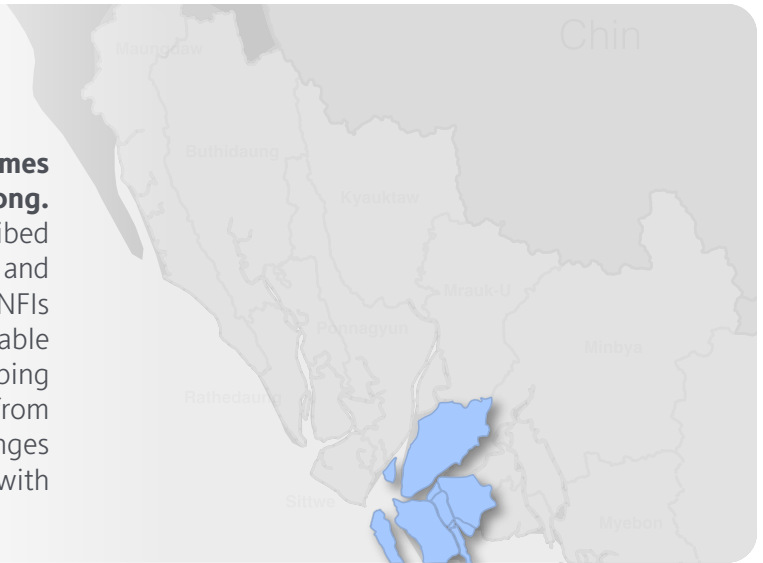 mes
ong.
ibed
and
NFIs
able
ping
from
nges
with
Chin
Maungdaw
Buthidaung
Kyauktaw
Mrauk-U
Ponnagyun
Minbya
Rathedaung
Sittwe
Myebon